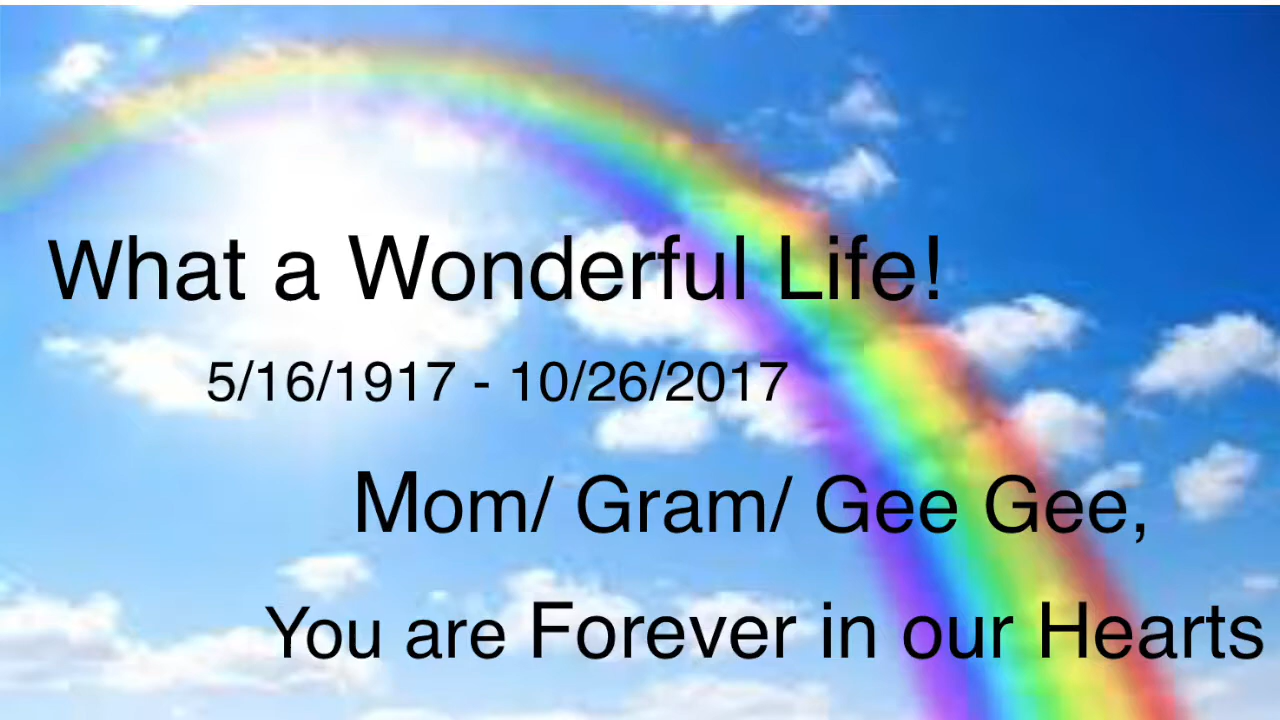 What a Wonderful Life!
5/16/1917 - 10/26/2017
Mom/ Gram/ Gee Gee,
You are Forever in our Hearts